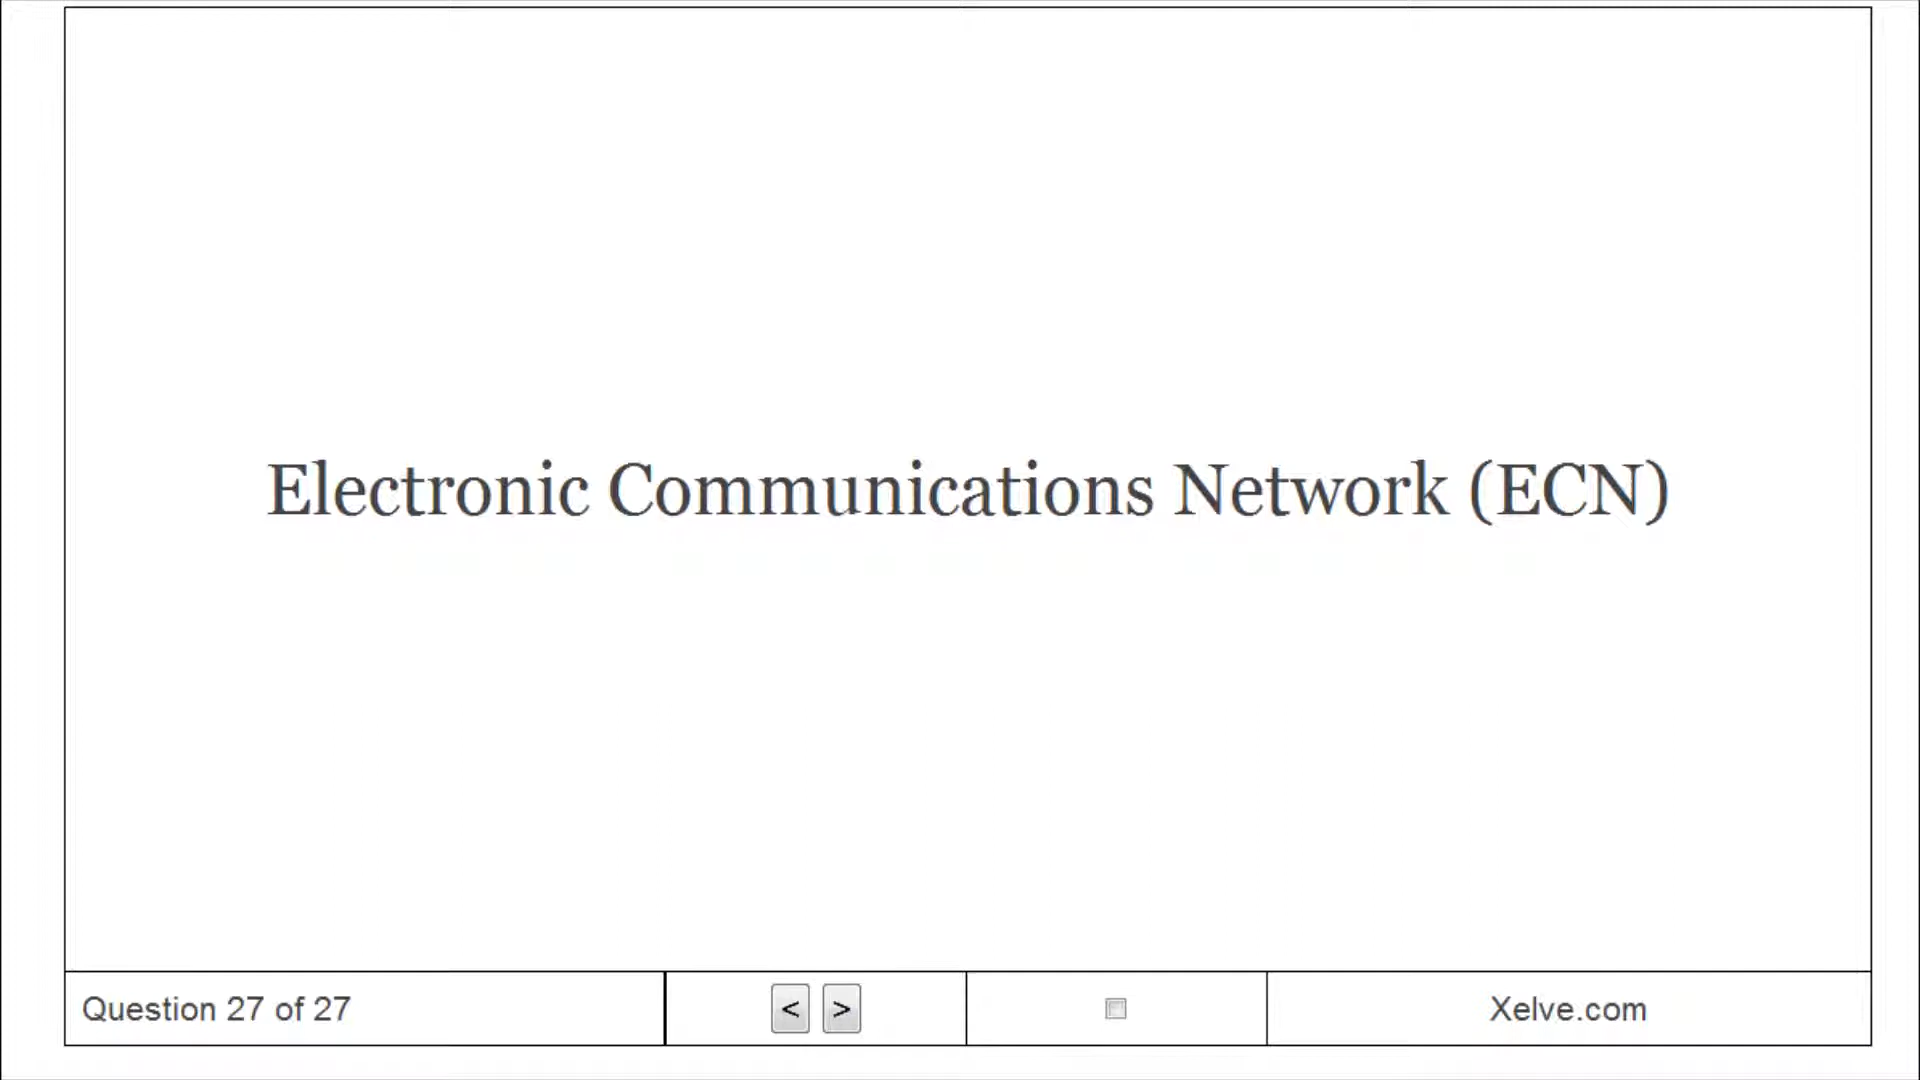 Electronic Communications Network (ECN)
Question 27 of 27
< >
Xelve.com